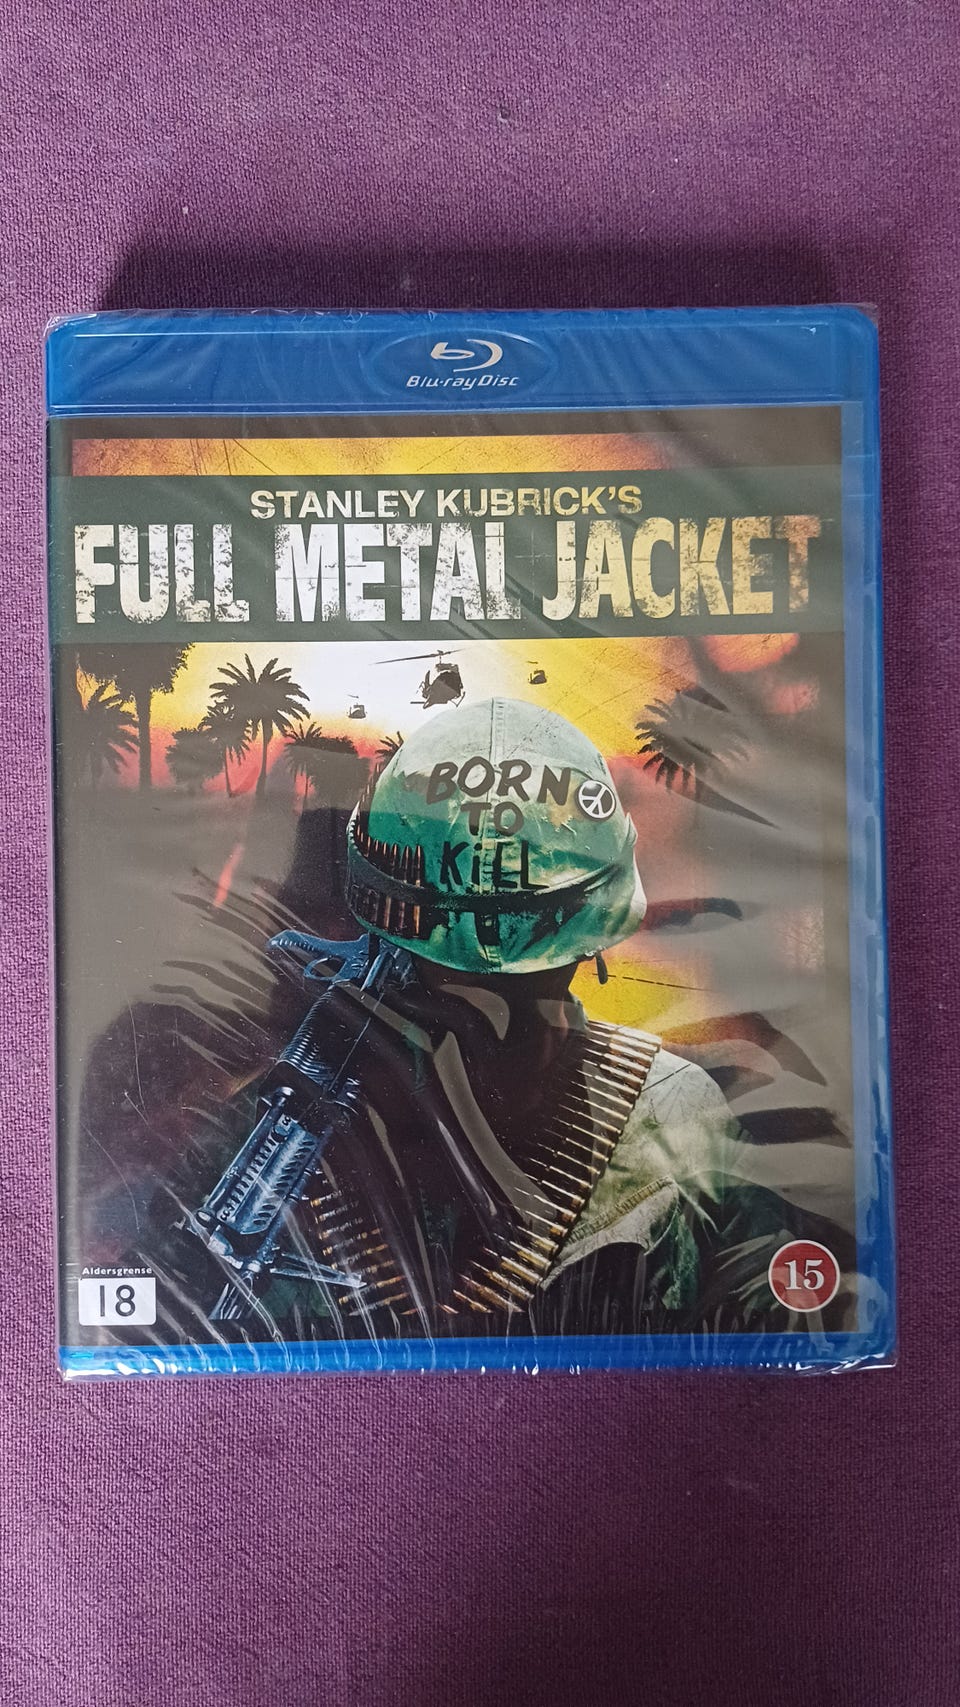 Blu-ray Disc
STANLEY KUBRICK'S
FULL METAL JACKET
BORN
TO
KiLL
Aldersgrense
18
15